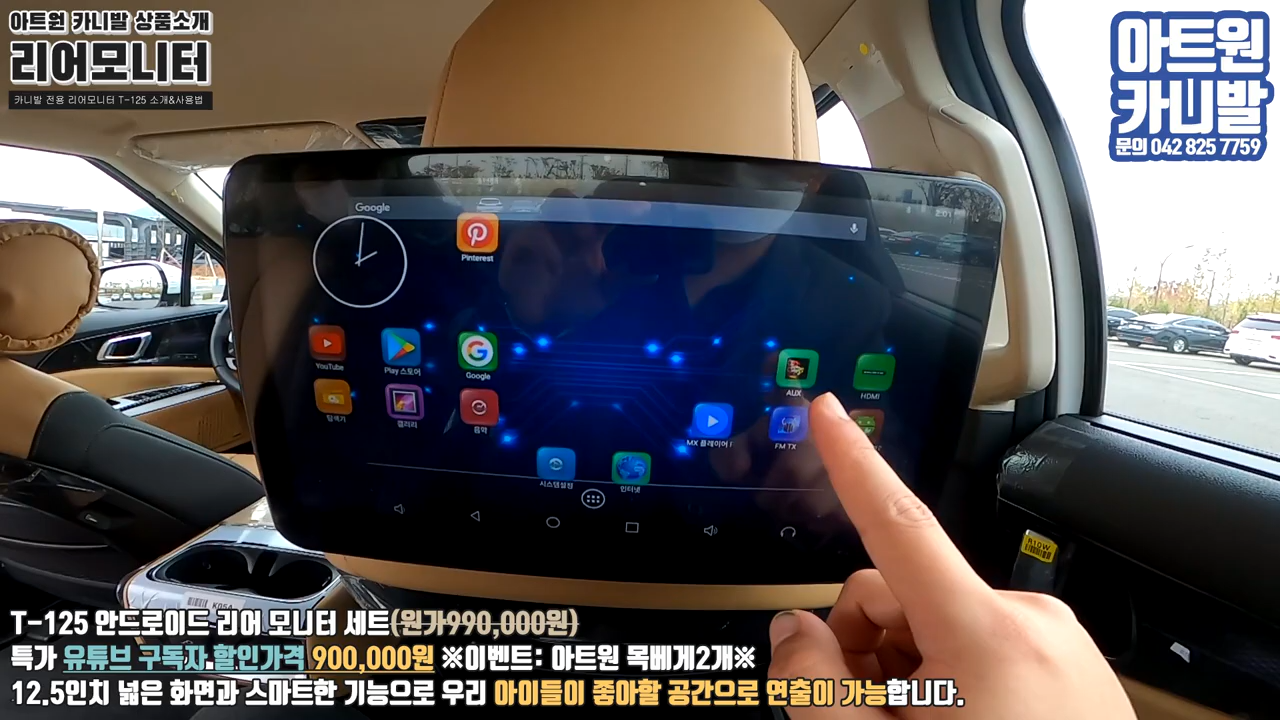 아트원 카니발 상품소개
리어모니터
카니발 전용 리어모니터 T-125 소개&사용법
아트원
카니발
문의 042 825 7759
Google
2:01
Pinterest
YouTube
Play 스토어
Google
AUX
HDMI
탐색기
갤러리
음악
MX 플레이어
FM TX
시스템설정
인터넷
KOSA
T-125 안드로이드 리어 모니터 세트(원가990,000원)
특가 유튜브 구독자 할인가격 900,000원 ※이벤트: 아트원 목베게2개※
12.5인치 넓은 화면과 스마트한 기능으로 우리 아이들이 좋아할 공간으로 연출이 가능합니다.